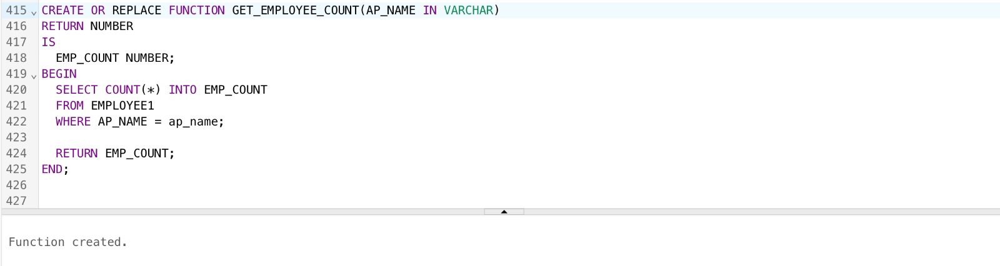 415 CREATE OR REPLACE FUNCTION GET_EMPLOYEE_COUNT(AP_NAME IN VARCHAR)
416 RETURN NUMBER
417 IS
418 EMP_COUNT NUMBER;
419 BEGIN
420 SELECT COUNT(*) INTO EMP_COUNT
421 FROM EMPLOYEE1
422 WHERE AP_NAME = ap_name;
423
424 RETURN EMP_COUNT;
425 END;
426
427
Function created.